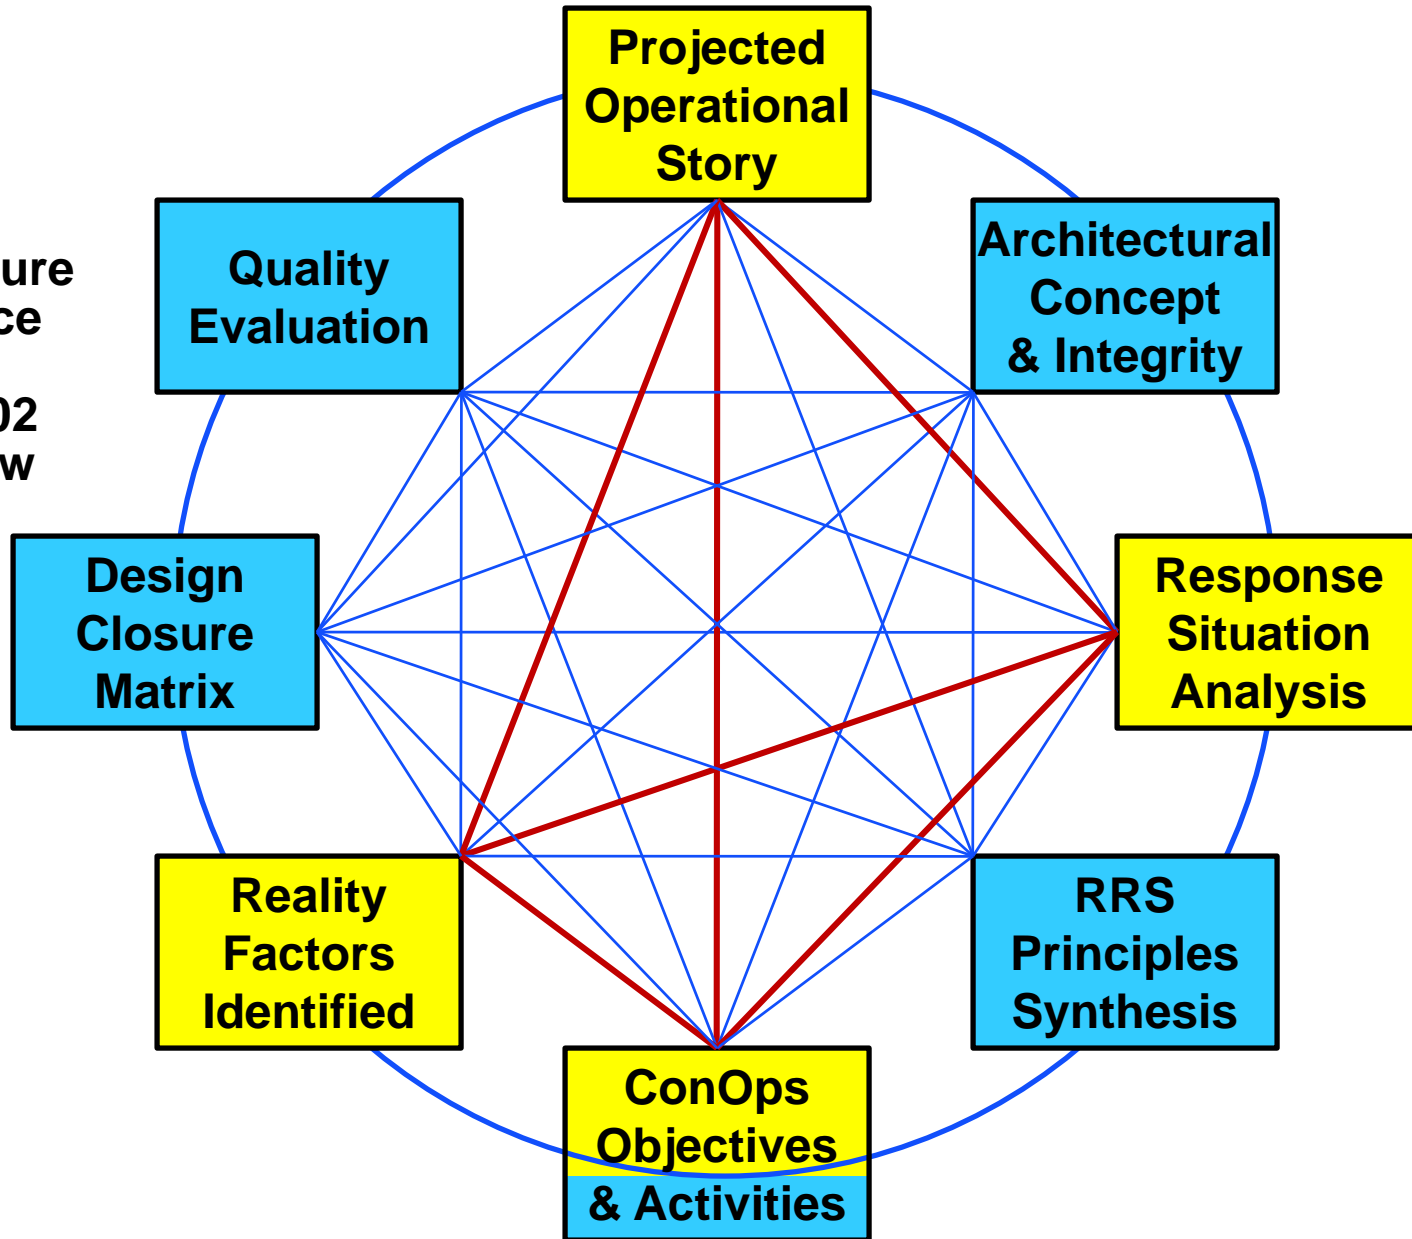 Projected
Operational
Story
Quality
Evaluation
Architectural
Concept
& Integrity
Design
Closure
Matrix
Response
Situation
Analysis
Reality
Factors
Identified
RRS
Principles
Synthesis
ConOps
Objectives
& Activities